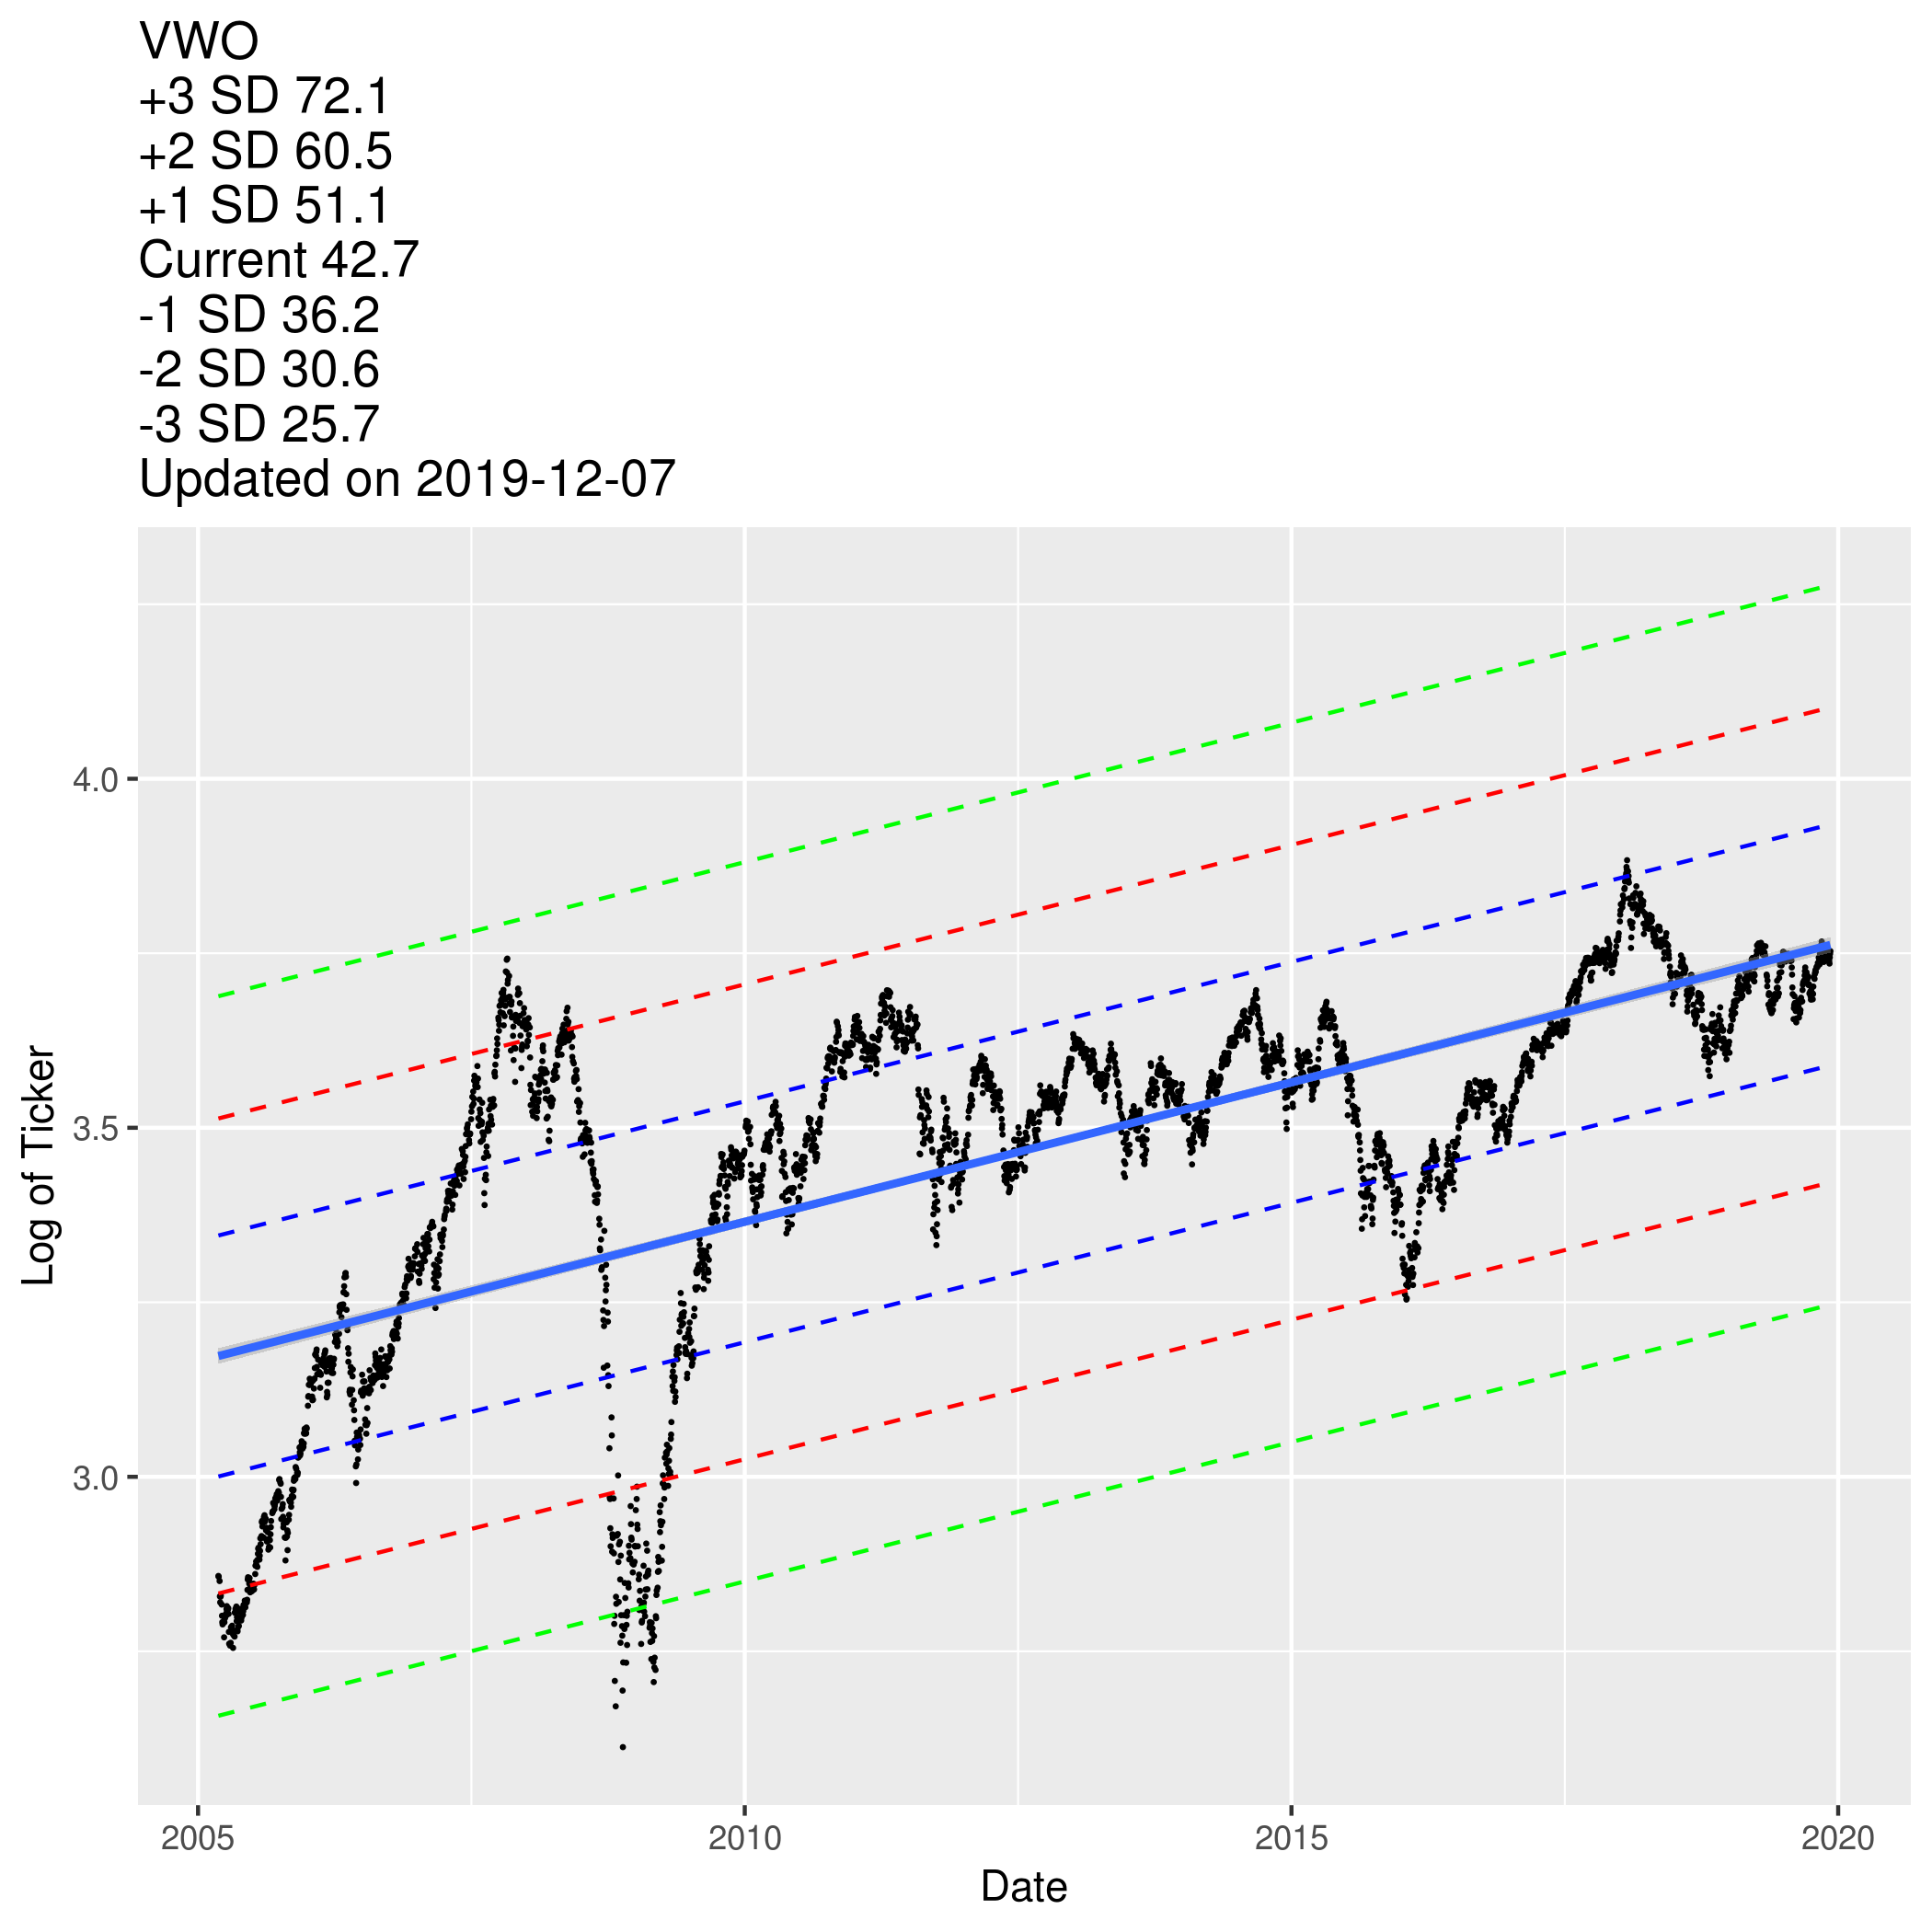 VWO
+3 SD 72.1
+2 SD 60.5
+1 SD 51.1
Current 42.7
-1 SD 36.2
-2 SD 30.6
-3 SD 25.7
Updated on 2019-12-07
4.0
3.5
3.0
Log of Ticker
2005 2010 2015 2020
Date